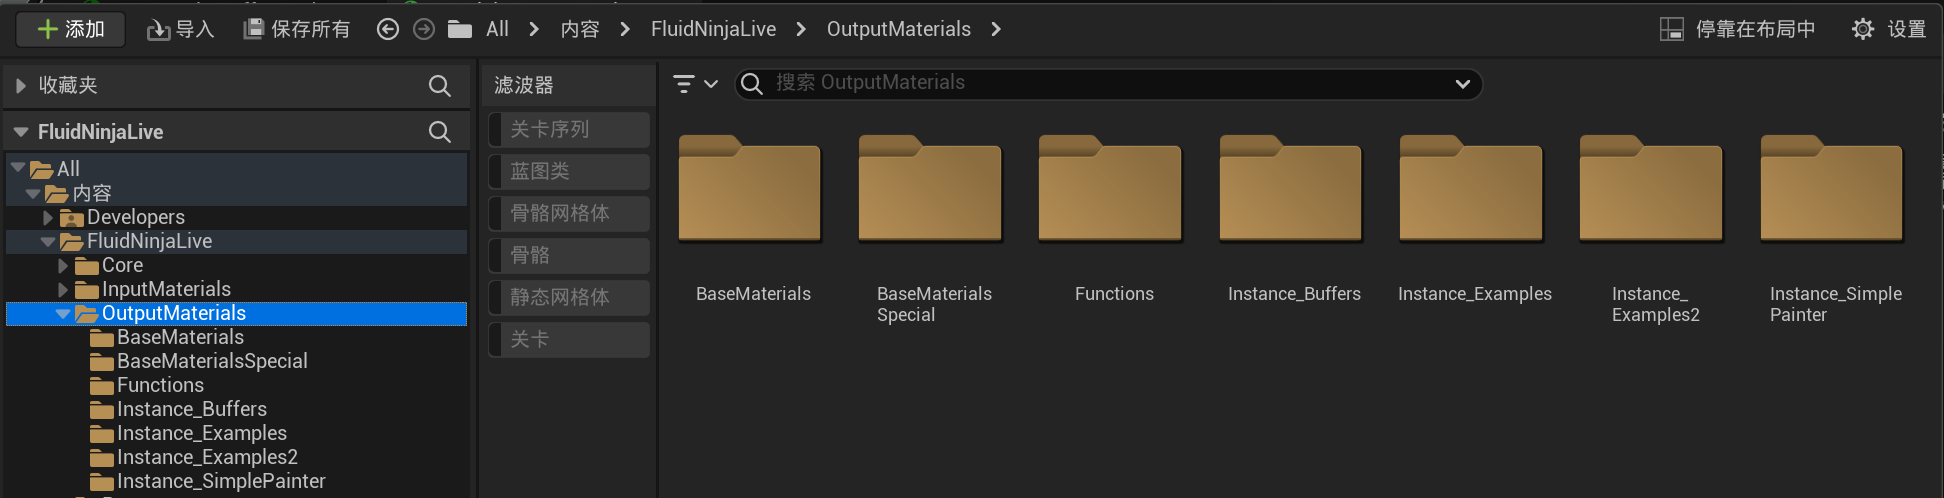 添加
导入
保存所有
All
内容
FluidNinjaLive
OutputMaterials
停靠在布局中
设置
收藏夹
FluidNinjaLive
All
内容
Developers
FluidNinjaLive
Core
InputMaterials
OutputMaterials
BaseMaterials
BaseMaterialsSpecial
Functions
Instance_Buffers
Instance_Examples
Instance_Examples2
Instance_SimplePainter
滤波器
关卡序列
蓝图类
骨骼网格体
骨骼
静态网格体
关卡
搜索 OutputMaterials
BaseMaterials
BaseMaterials
Special
Functions
Instance_Buffers
Instance_Examples
Instance_
Examples2
Instance_Simple
Painter